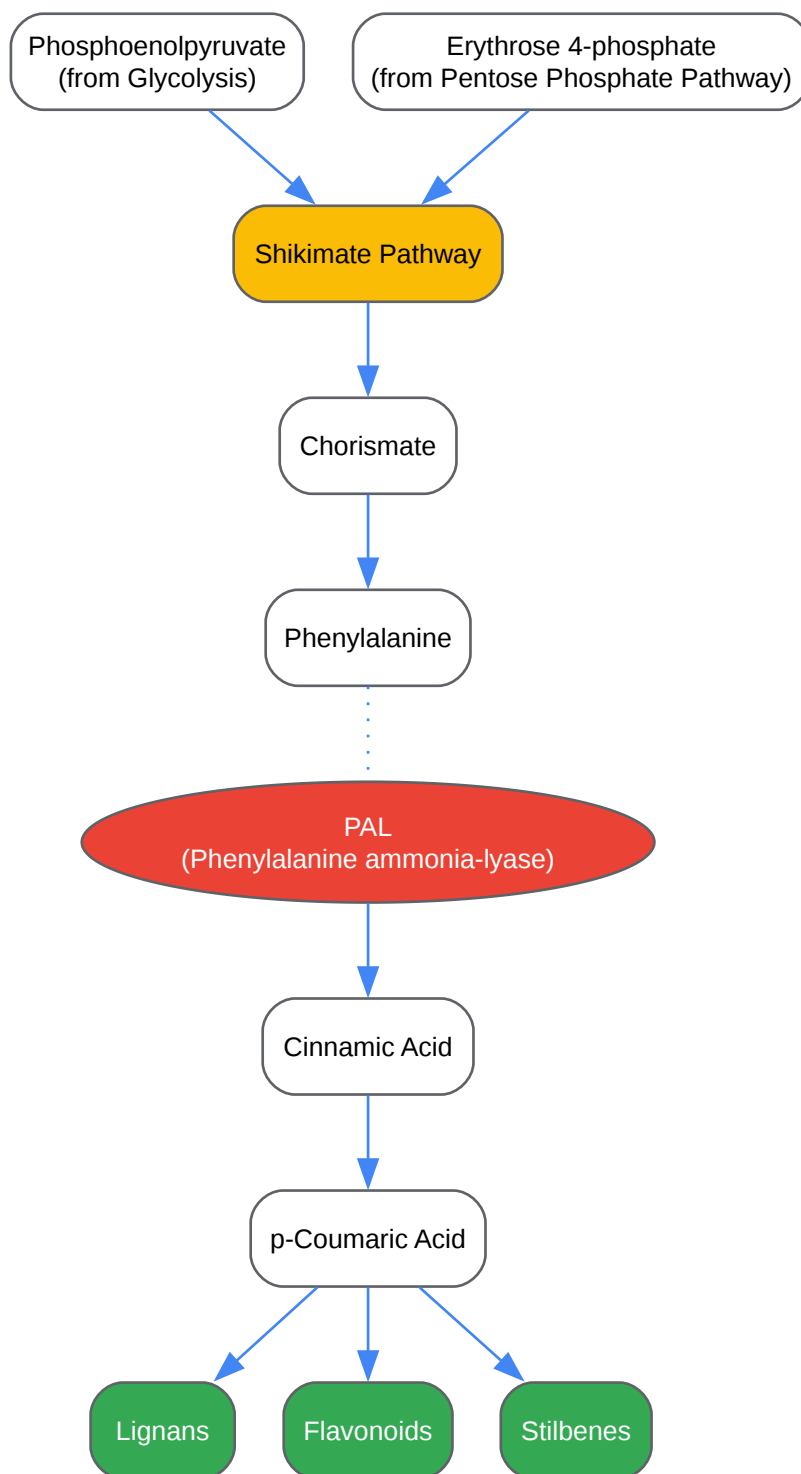 Phosphoenolpyruvate
(from Glycolysis)
Erythrose 4-phosphate
(from Pentose Phosphate Pathway)
Shikimate Pathway
Chorismate
Phenylalanine
PAL
(Phenylalanine ammonia-lyase)
Cinnamic Acid
p-Coumaric Acid
Lignans
Flavonoids
Stilbenes